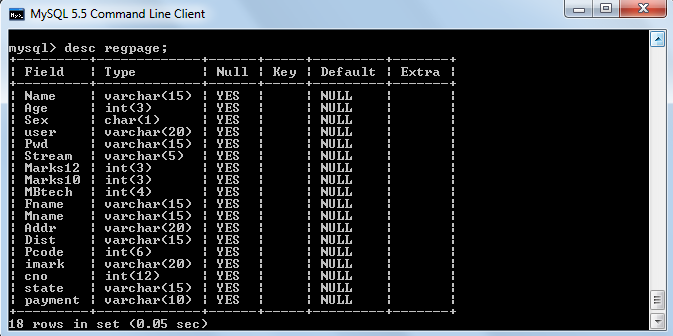 MySQL 5.5 Command Line Client
mysql> desc regpage;
+---------+-------------+------+-----+---------+-------+
| Field   | Type        | Null | Key | Default | Extra |
+---------+-------------+------+-----+---------+-------+
| Name    | varchar(15) | YES  |     | NULL    |       |
| Age     | int(3)      | YES  |     | NULL    |       |
| Sex     | char(1)     | YES  |     | NULL    |       |
| user    | varchar(20) | YES  |     | NULL    |       |
| Pwd     | varchar(15) | YES  |     | NULL    |       |
| Stream  | varchar(5)  | YES  |     | NULL    |       |
| Marks12 | int(3)      | YES  |     | NULL    |       |
| Marks10 | int(3)      | YES  |     | NULL    |       |
| MBtech  | int(4)      | YES  |     | NULL    |       |
| Fname   | varchar(15) | YES  |     | NULL    |       |
| Mname   | varchar(15) | YES  |     | NULL    |       |
| Addr    | varchar(20) | YES  |     | NULL    |       |
| Dist    | varchar(15) | YES  |     | NULL    |       |
| Pcode   | int(6)      | YES  |     | NULL    |       |
| imark   | varchar(20) | YES  |     | NULL    |       |
| cno     | int(12)     | YES  |     | NULL    |       |
| state   | varchar(15) | YES  |     | NULL    |       |
| payment | varchar(10) | YES  |     | NULL    |       |
+---------+-------------+------+-----+---------+-------+
18 rows in set (0.05 sec)